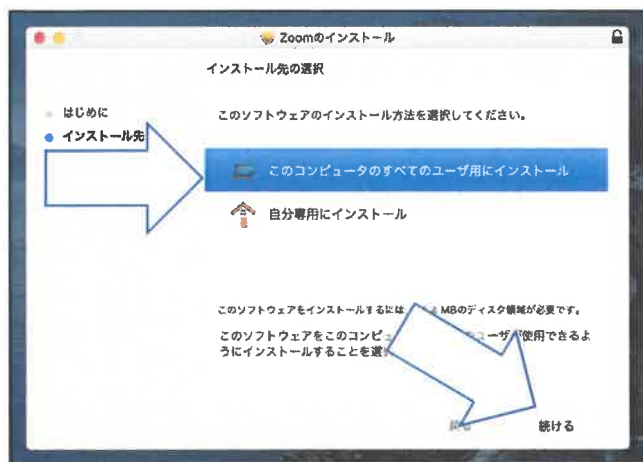 Zoomのインストール
インストール先の選択
はじめに
インストール先
このソフトウェアのインストール方法を選択してください。
このコンピュータのすべてのユーザ用にインストール
自分専用にインストール
このソフトウェアをインストールするには MBのディスク領域が必要です。
このソフトウェアをこのコンピュ ーザが使用できるよ
うにインストールすることを選
続ける